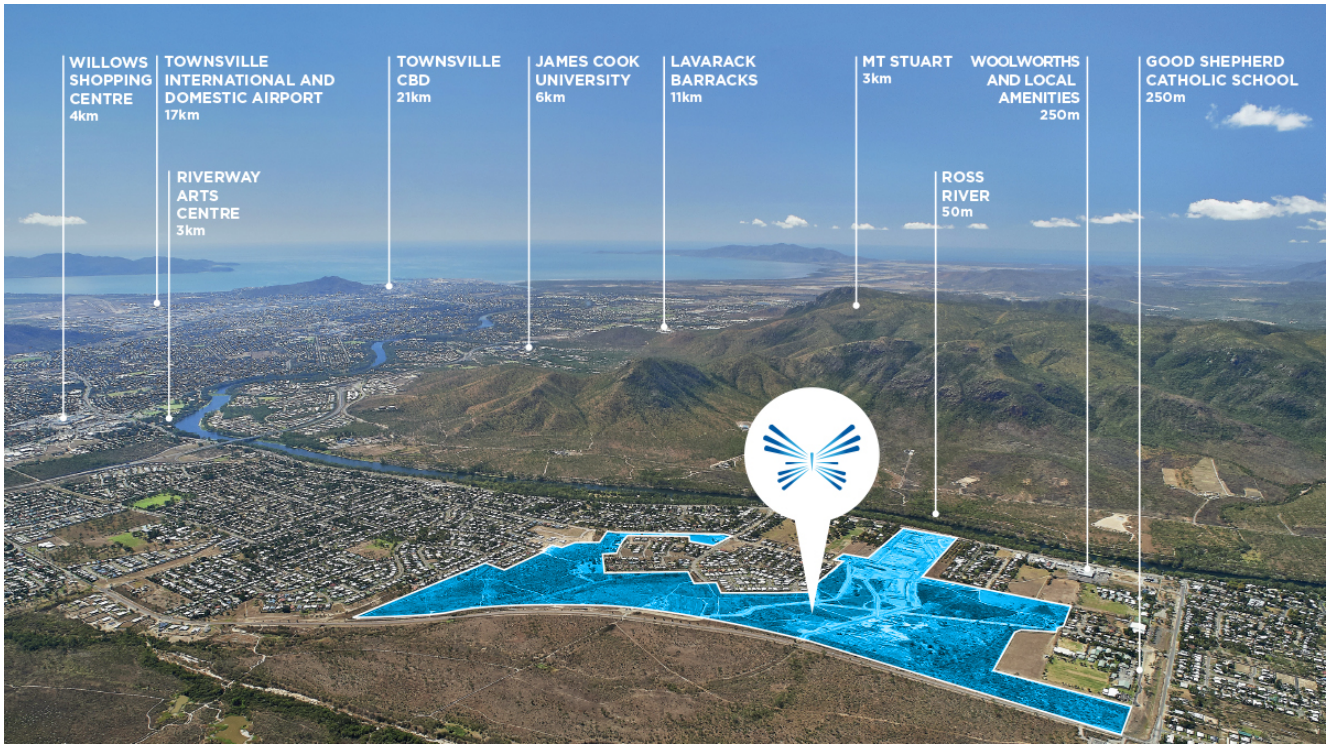 WILLOWS
SHOPPING
CENTRE
4km
TOWNSVILLE
INTERNATIONAL AND
DOMESTIC AIRPORT
17km
RIVERWAY
ARTS
CENTRE
3km
TOWNSVILLE
CBD
21km
JAMES COOK
UNIVERSITY
6km
LAVARACK
BARRACKS
11km
MT STUART
3km
ROSS
RIVER
50m
WOOLWORTHS
AND LOCAL
AMENITIES
250m
GOOD SHEPHERD
CATHOLIC SCHOOL
250m